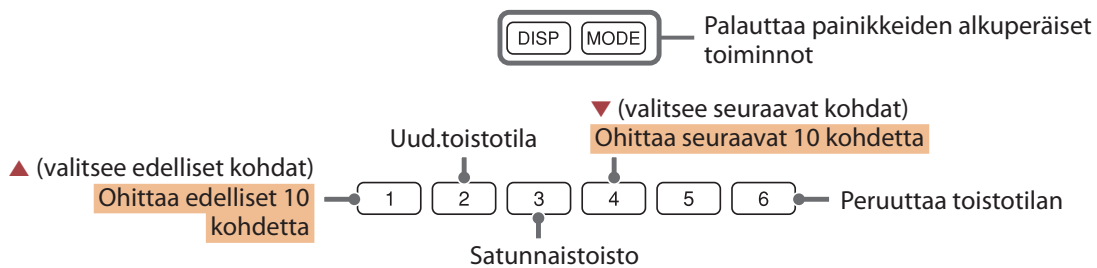 DISP MODE
Palauttaa painikkeiden alkuperäiset
toiminnot
▼ (valitsee seuraavat kohdat)
Ohittaa seuraavat 10 kohdetta
Uud.toistotila
▲ (valitsee edelliset kohdat)
Ohittaa edelliset 10
kohdetta
1 2 3 4 5 6
Peruuttaa toistotilan
Satunnaistoisto